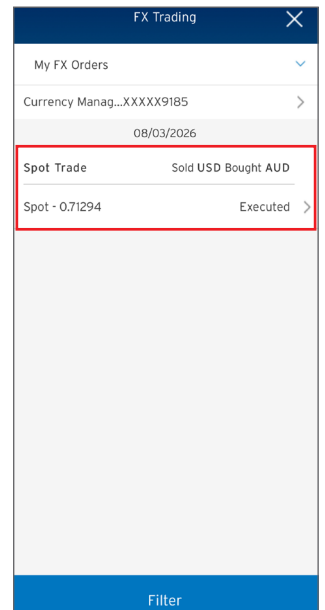 FX Trading
My FX Orders
Currency Manag...XXXXX9185
08/03/2026
Spot Trade Sold USD Bought AUD
Spot - 0.71294 Executed
Filter